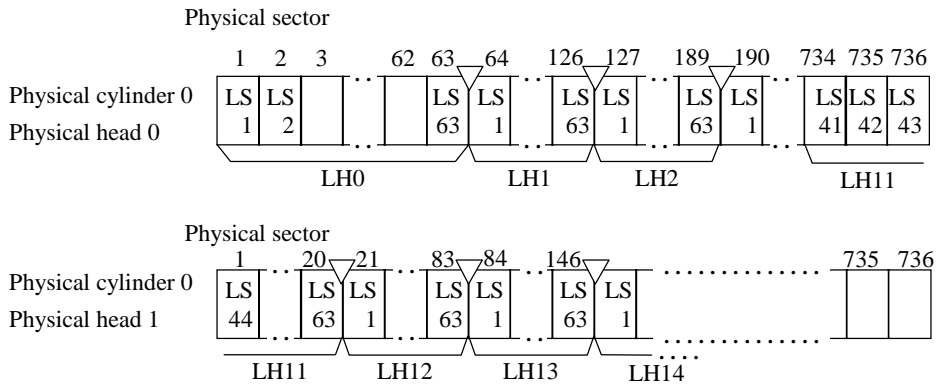 Physical sector
1 2 3 62 63 64 126 127 189 190 734 735 736
Physical cylinder 0 LS LS LS LS LS LS LS LS LS LS LS
Physical head 0 1 2 63 1 63 1 63 1 41 42 43
LH0 LH1 LH2 LH11
Physical sector
1 20 21 83 84 146 735 736
Physical cylinder 0 LS LS LS LS LS LS LS
Physical head 1 44 63 1 63 1 63 1
LH11 LH12 LH13 LH14